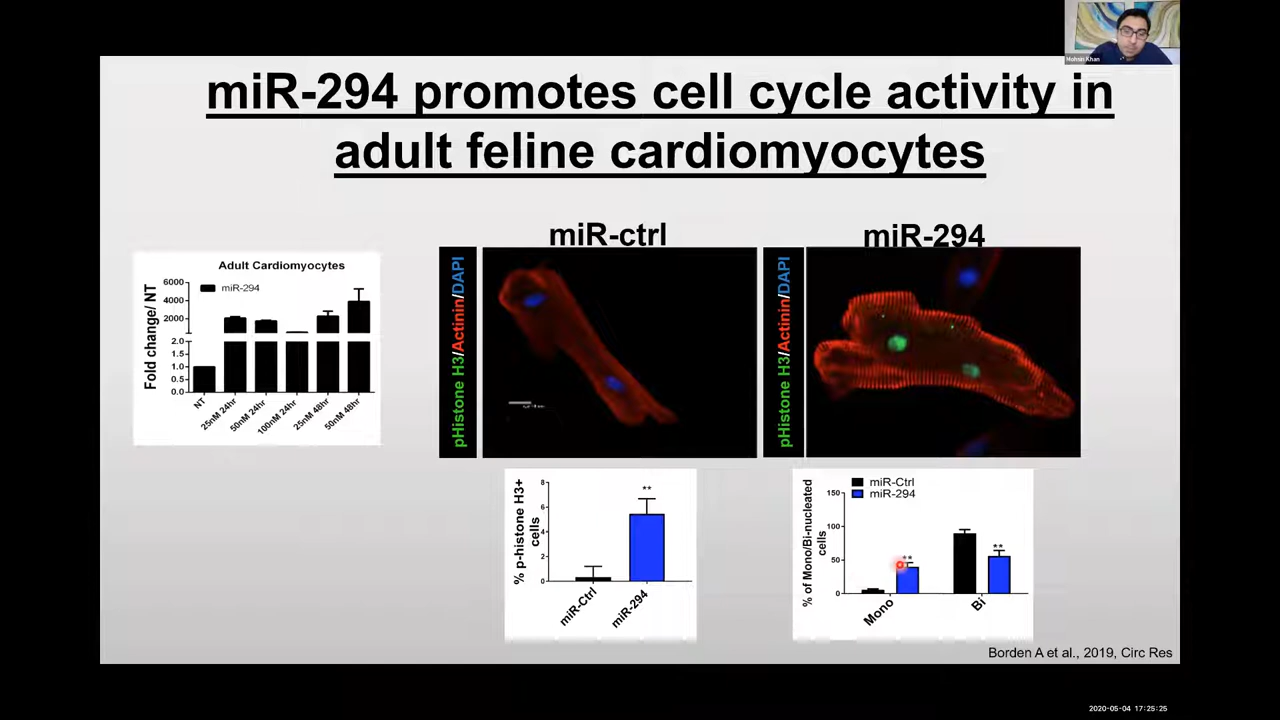 Mohsin Khan
miR-294 promotes cell cycle activity in
adult feline cardiomyocytes
Adult Cardiomyocytes
Fold change/ NT
6000
4000
2000
2.0
1.5
1.0
0.5
0.0
miR-294
NT
25nM 24hr
50nM 24hr
100nM 24hr
25nM 48hr
50nM 48hr
miR-ctrl
pHistone H3/Actinin/DAPI
miR-294
pHistone H3/Actinin/DAPI
% p-histone H3+
cells
8
6
4
2
0
**
miR-Ctrl
miR-294
% of Mono/Bi-nucleated
cells
150
100
50
0
miR-Ctrl
miR-294
**
**
Mono
Bi
Borden A et al., 2019, Circ Res
2020-05-04 17:25:25